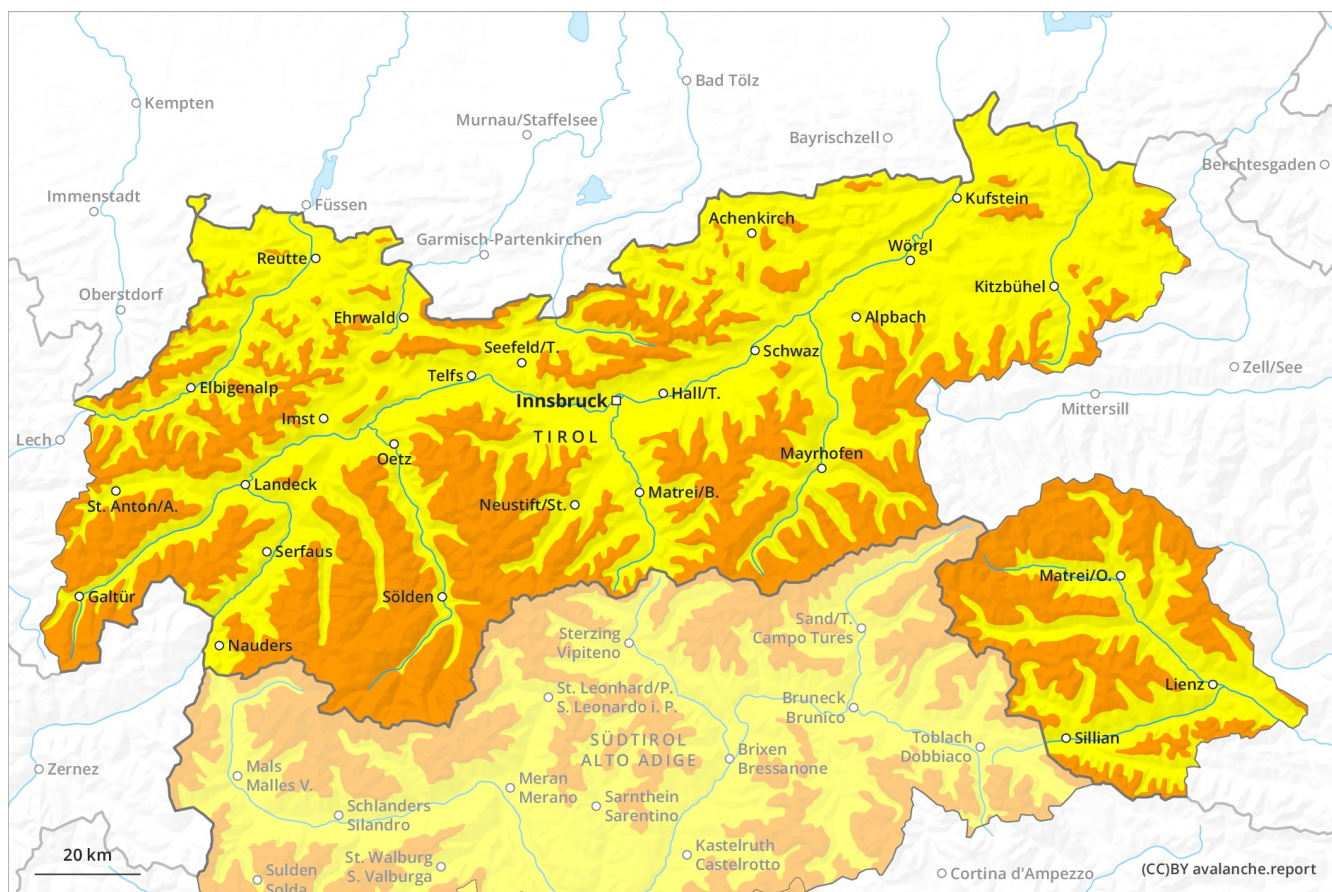 Kempten
Bad Tölz
Murnau/Staffelsee
Bayrischzell
Berchtesgaden
Immenstadt
Füssen
Kufstein
Achenkirch
Garmisch-Partenkirchen
Wörgl
Reutte
Kitzbühel
Oberstdorf
Ehrwald
Alpbach
Seefeld/T.
Schwaz
Zell/See
Telfs
Elbigenalp
Hall/T.
Innsbruck
Mittersill
Imst
Lech
TIROL
Oetz
Mayrhofen
Landeck
Matrei/B.
St. Anton/A.
Neustift/St.
Serfaus
Matrei/O.
Galtür
Sölden
Sand/T.
Campo Tures
Sterzing
Vipiteno
Nauders
Lienz
St. Leonhard/P.
S. Leonardo i. P.
Bruneck
Brunico
Sillian
SÜDTIROL
ALTO ADIGE
Toblach
Dobbiaco
Brixen
Bressanone
Zernez
Mals
Malles V.
Meran
Merano
Sarnthein
Sarentino
Schlanders
Silandro
Kastelruth
Castelrotto
20 km
St. Walburg
S. Valburga
Sulden
Solda
Cortina d'Ampezzo
(CC)BY avalanche.report